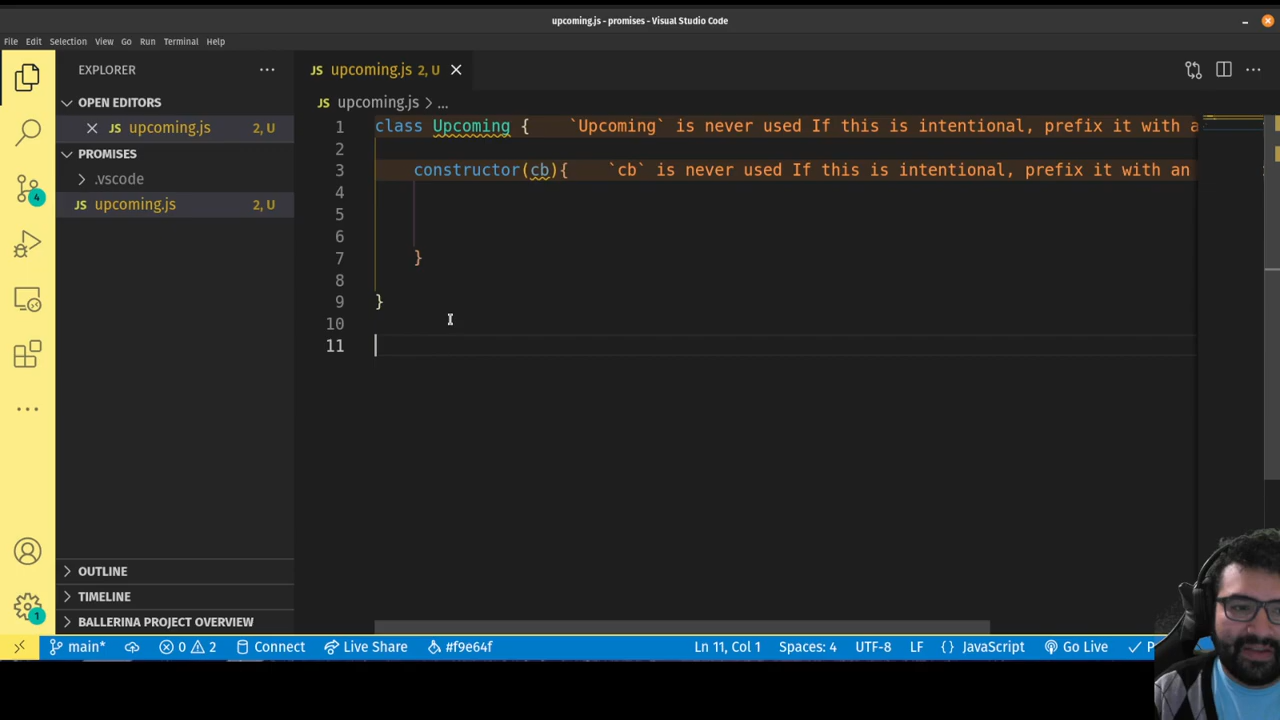 upcoming.js - promises - Visual Studio Code
File Edit Selection View Go Run Terminal Help
EXPLORER
JS upcoming.js 2, U
OPEN EDITORS
JS upcoming.js > ...
JS upcoming.js 2, U
PROMISES
.vscode
JS upcoming.js 2, U
1 class Upcoming { `Upcoming` is never used If this is intentional, prefix it with a
2
3 constructor(cb){ `cb` is never used If this is intentional, prefix it with an
4
5
6
7 }
8
9 }
10
11
4
1
OUTLINE
TIMELINE
BALLERINA PROJECT OVERVIEW
main* 0 2 Connect Live Share #f9e64f Ln 11, Col 1 Spaces: 4 UTF-8 LF {} JavaScript Go Live P